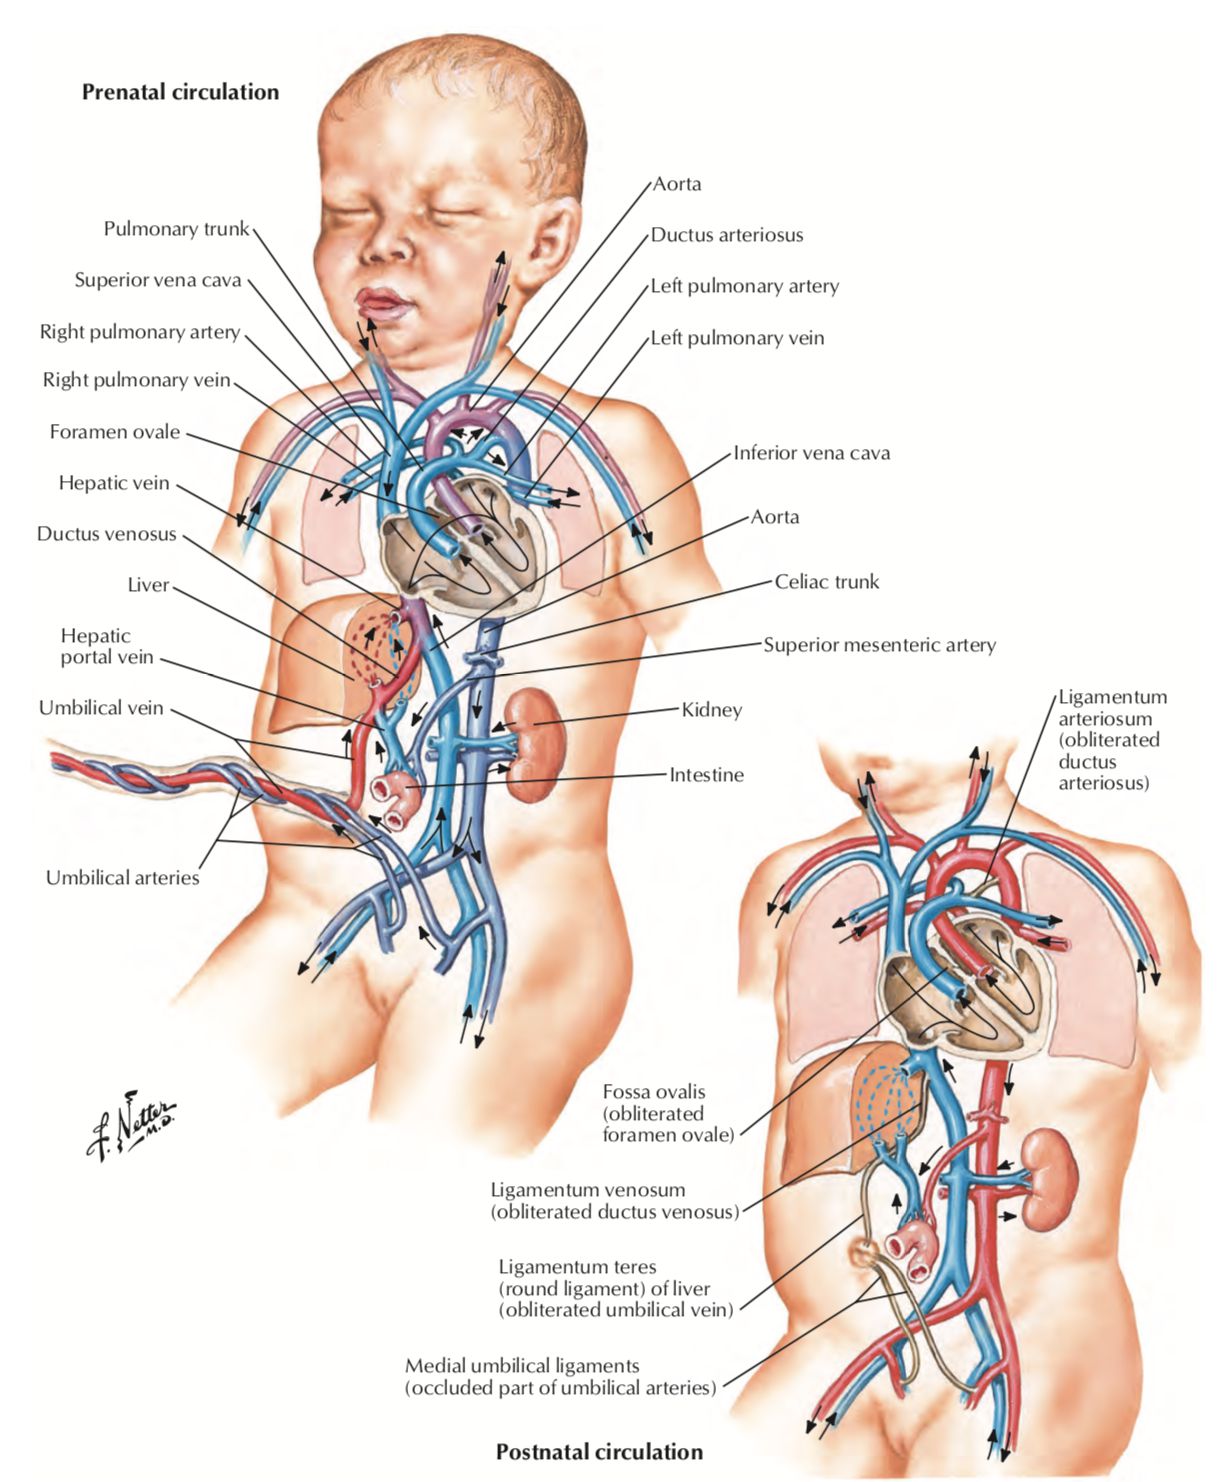 Prenatal circulation
Pulmonary trunk
Superior vena cava
Right pulmonary artery
Right pulmonary vein
Foramen ovale
Hepatic vein
Ductus venosus
Liver
Hepatic
portal vein
Umbilical vein
Umbilical arteries
Aorta
Ductus arteriosus
Left pulmonary artery
Left pulmonary vein
Inferior vena cava
Aorta
Celiac trunk
Superior mesenteric artery
Kidney
Intestine
Ligamentum
arteriosum
(obliterated
ductus
arteriosus)
f. Netter
M.D.
Fossa ovalis
(obliterated
foramen ovale)
Ligamentum venosum
(obliterated ductus venosus)
Ligamentum teres
(round ligament) of liver
(obliterated umbilical vein)
Medial umbilical ligaments
(occluded part of umbilical arteries)
Postnatal circulation